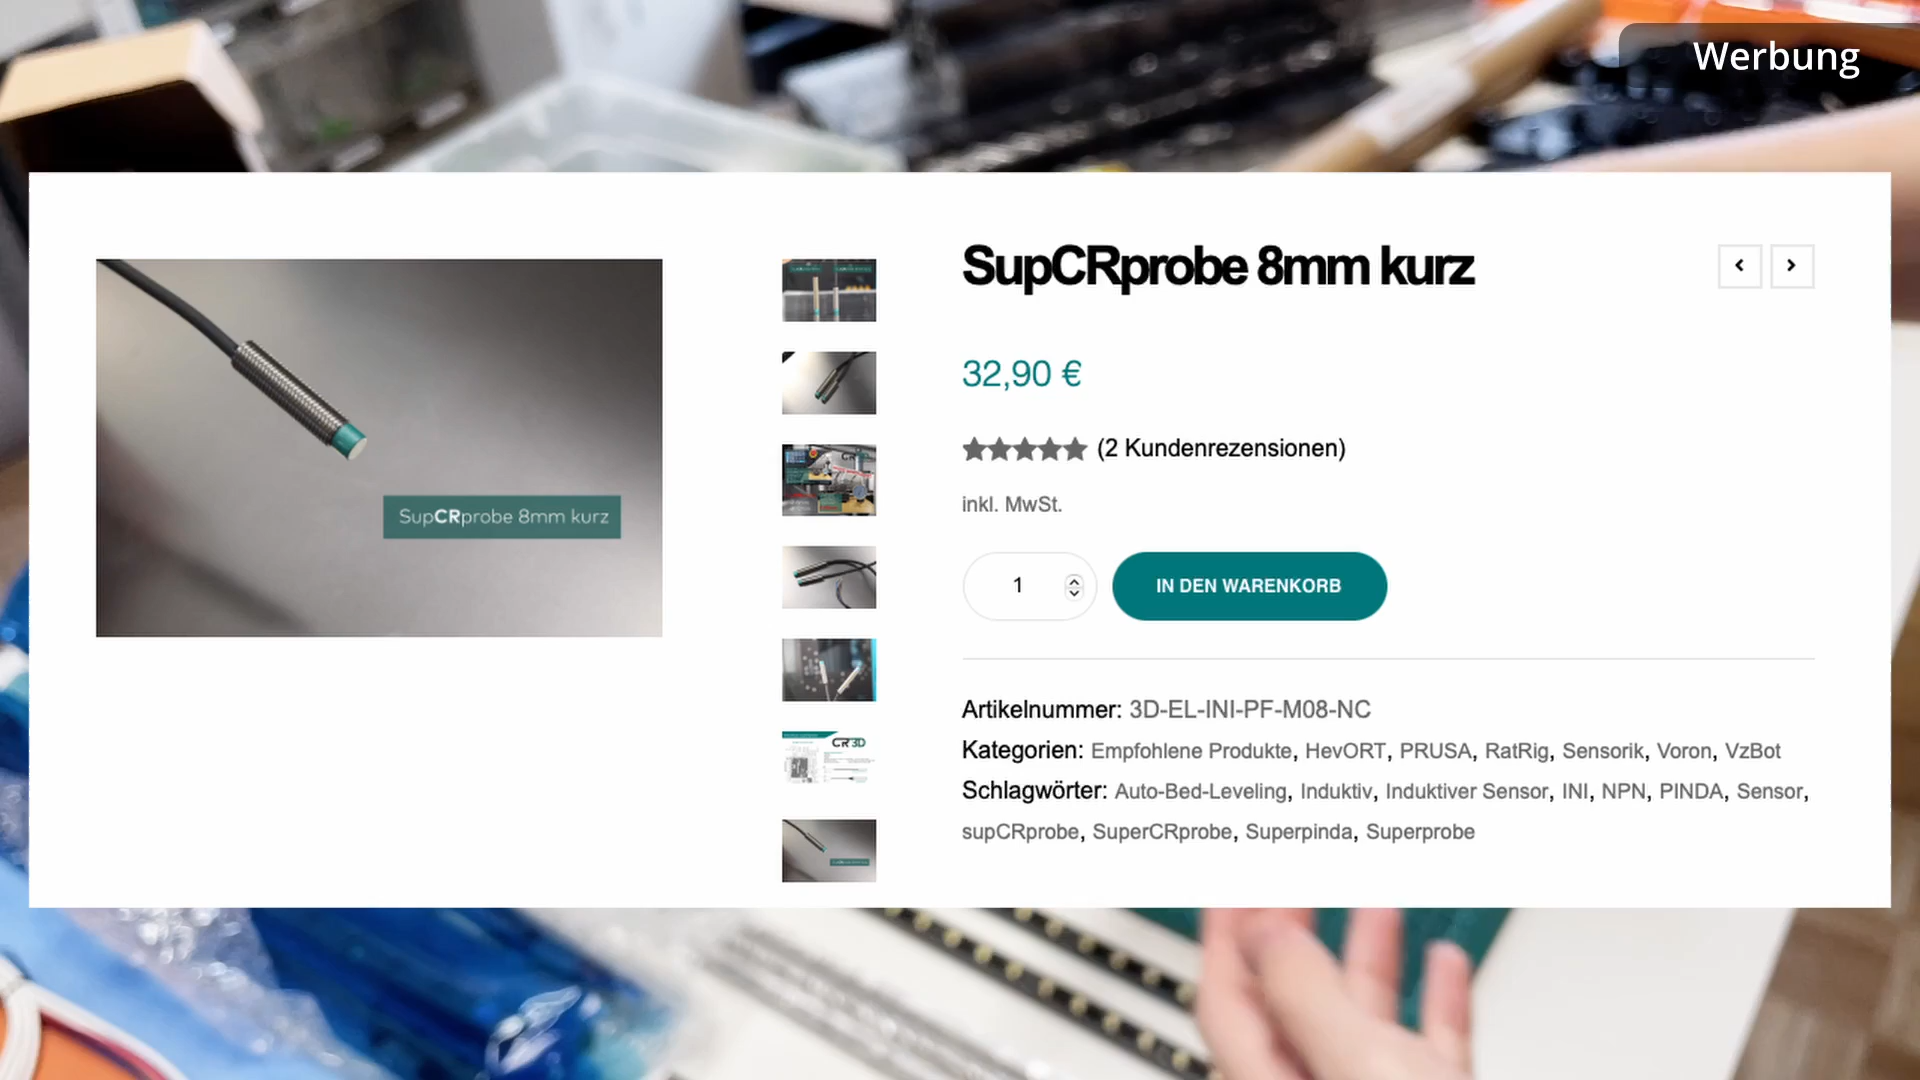 Werbung
SupCRprobe 8mm kurz
32,90 €
(2 Kundenrezensionen)
inkl. MwSt.
SupCRprobe 8mm kurz
1
IN DEN WARENKORB
Artikelnummer: 3D-EL-INI-PF-M08-NC
Kategorien: Empfohlene Produkte, HevORT, PRUSA, RatRig, Sensorik, Voron, VzBot
Schlagwörter: Auto-Bed-Leveling, Induktiv, Induktiver Sensor, INI, NPN, PINDA, Sensor,
supCRprobe, SuperCRprobe, Superpinda, Superprobe
CR3D